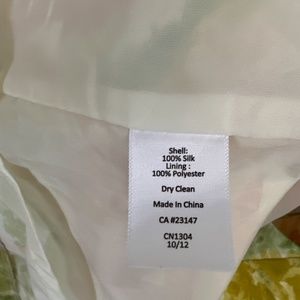 Shell:
100% Silk
Lining :
100% Polyester
Dry Clean
Made In China
CA #23147
CN1304
10/12